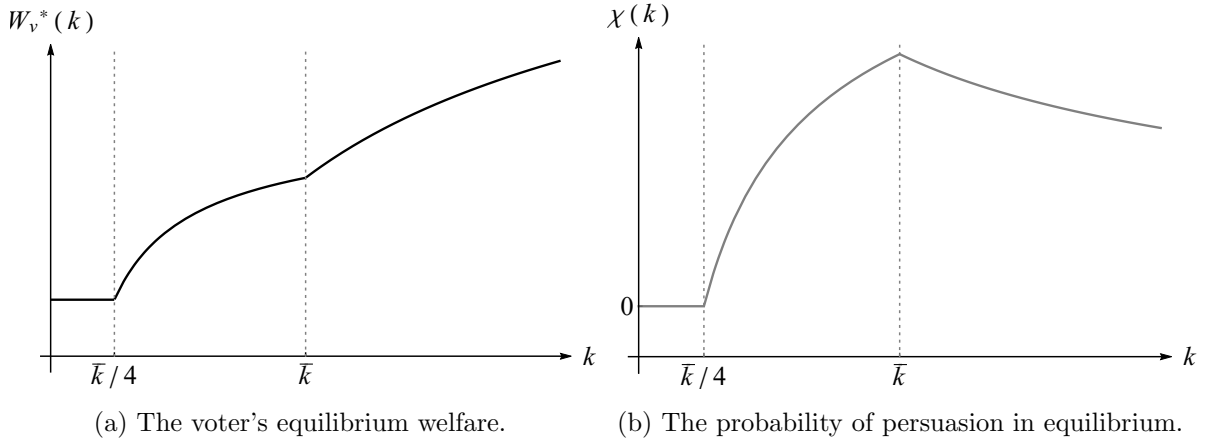 W_v*(k)
k̄/4
k̄
k
(a) The voter's equilibrium welfare.
χ(k)
0
k̄/4
k̄
k
(b) The probability of persuasion in equilibrium.